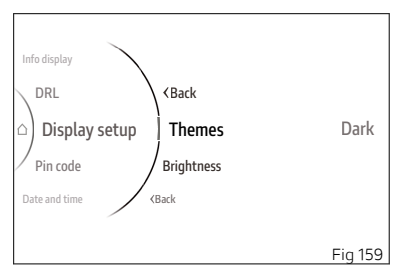 Info display
DRL
Display setup
Pin code
Date and time
‹Back
Themes
Brightness
‹Back
Dark
Fig 159